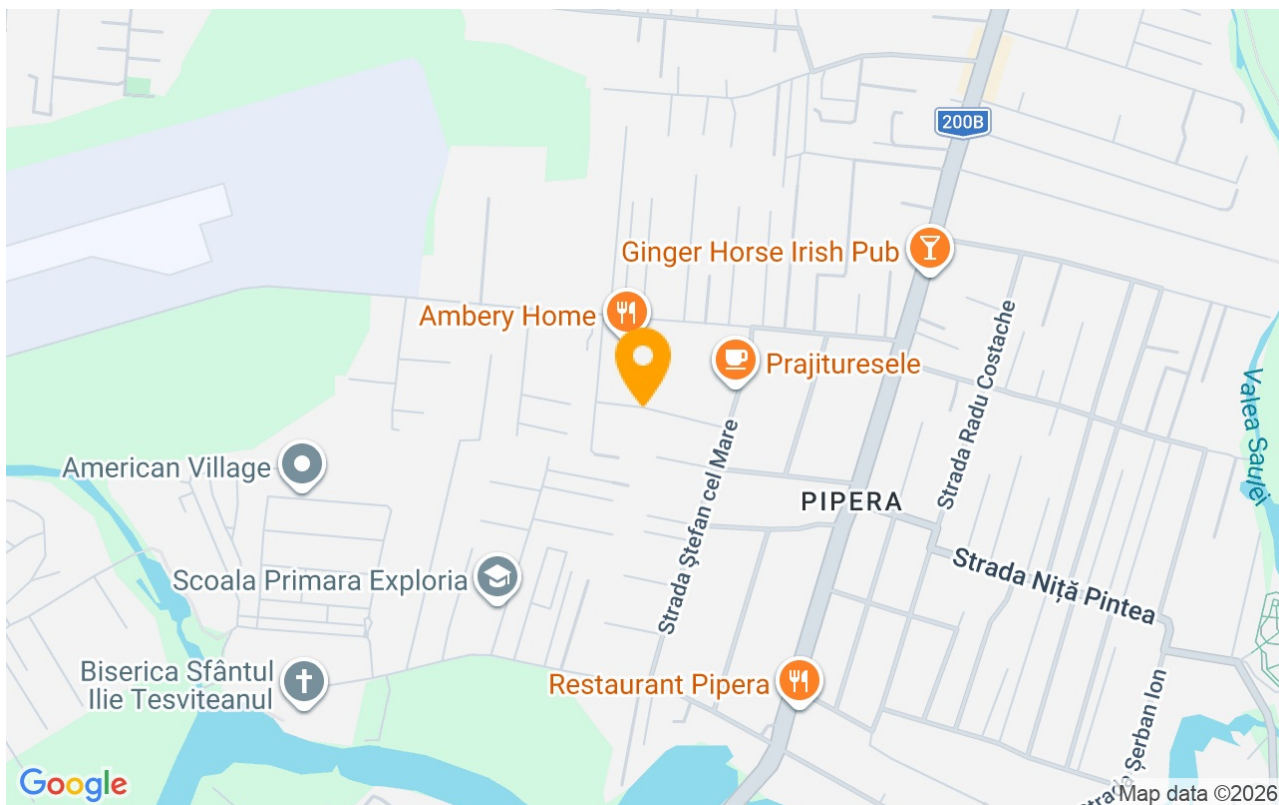 200B
Ginger Horse Irish Pub
Ambery Home
Prajituresele
Strada Radu Costache
Valea Saulei
American Village
Strada Ștefan cel Mare
PIPERA
Scoala Primara Exploria
Strada Niță Pintea
Biserica Sfântul
Ilie Tesviteanul
Restaurant Pipera
Strada Șerban Ion
Google
Map data ©2026